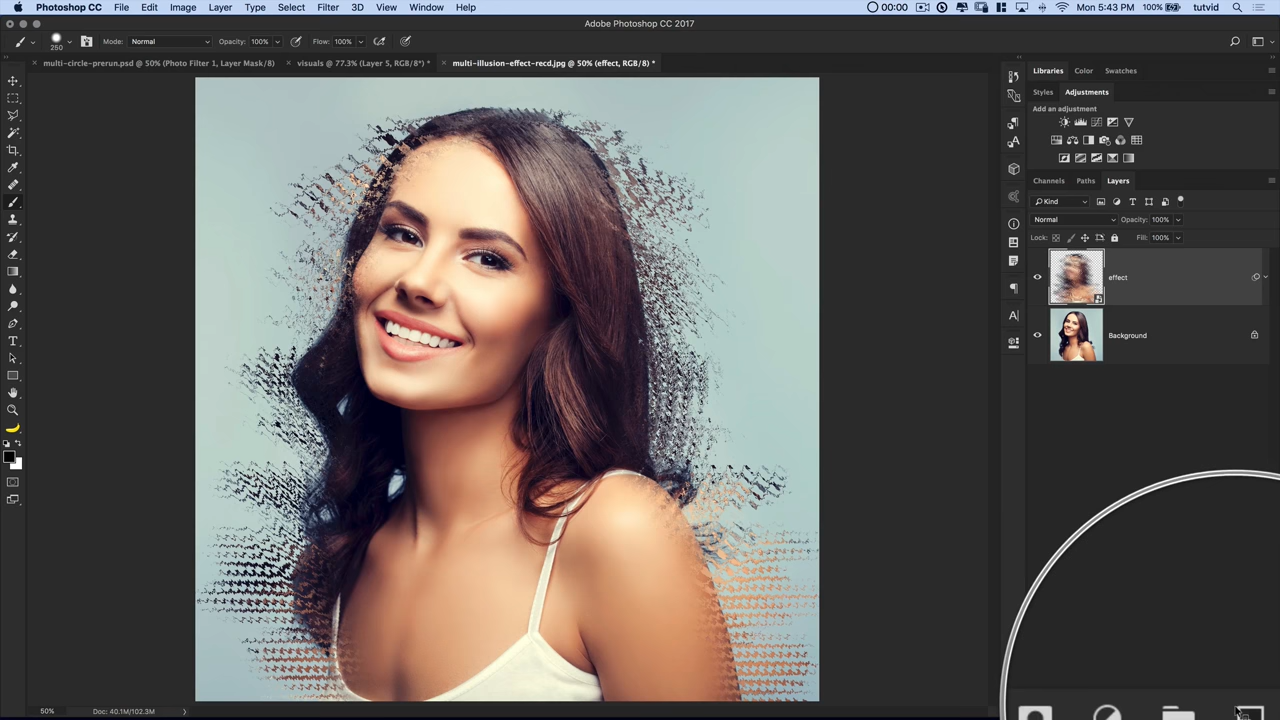 Photoshop CC File Edit Image Layer Type Select Filter 3D View Window Help 00:00 Mon 5:43 PM 100% tutvid
Adobe Photoshop CC 2017
250 Mode: Normal Opacity: 100% Flow: 100%
multi-circle-prerun.psd @ 50% (Photo Filter 1, Layer Mask/8) visuals @ 77.3% (Layer 5, RGB/8*) * multi-illusion-effect-recd.jpg @ 50% (effect, RGB/8) *
Libraries Color Swatches
Styles Adjustments
Add an adjustment
Channels Paths Layers
Kind
Normal Opacity: 100%
Lock: Fill: 100%
effect
Background
50% Doc: 40.1M/102.3M